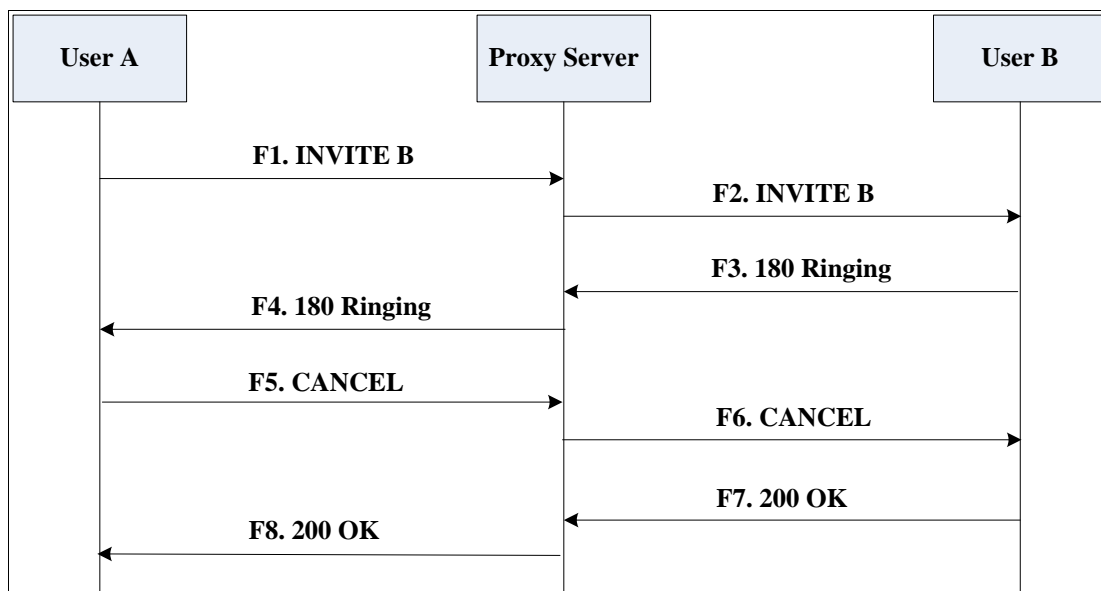 User A
Proxy Server
User B
F1. INVITE B
F2. INVITE B
F3. 180 Ringing
F4. 180 Ringing
F5. CANCEL
F6. CANCEL
F7. 200 OK
F8. 200 OK